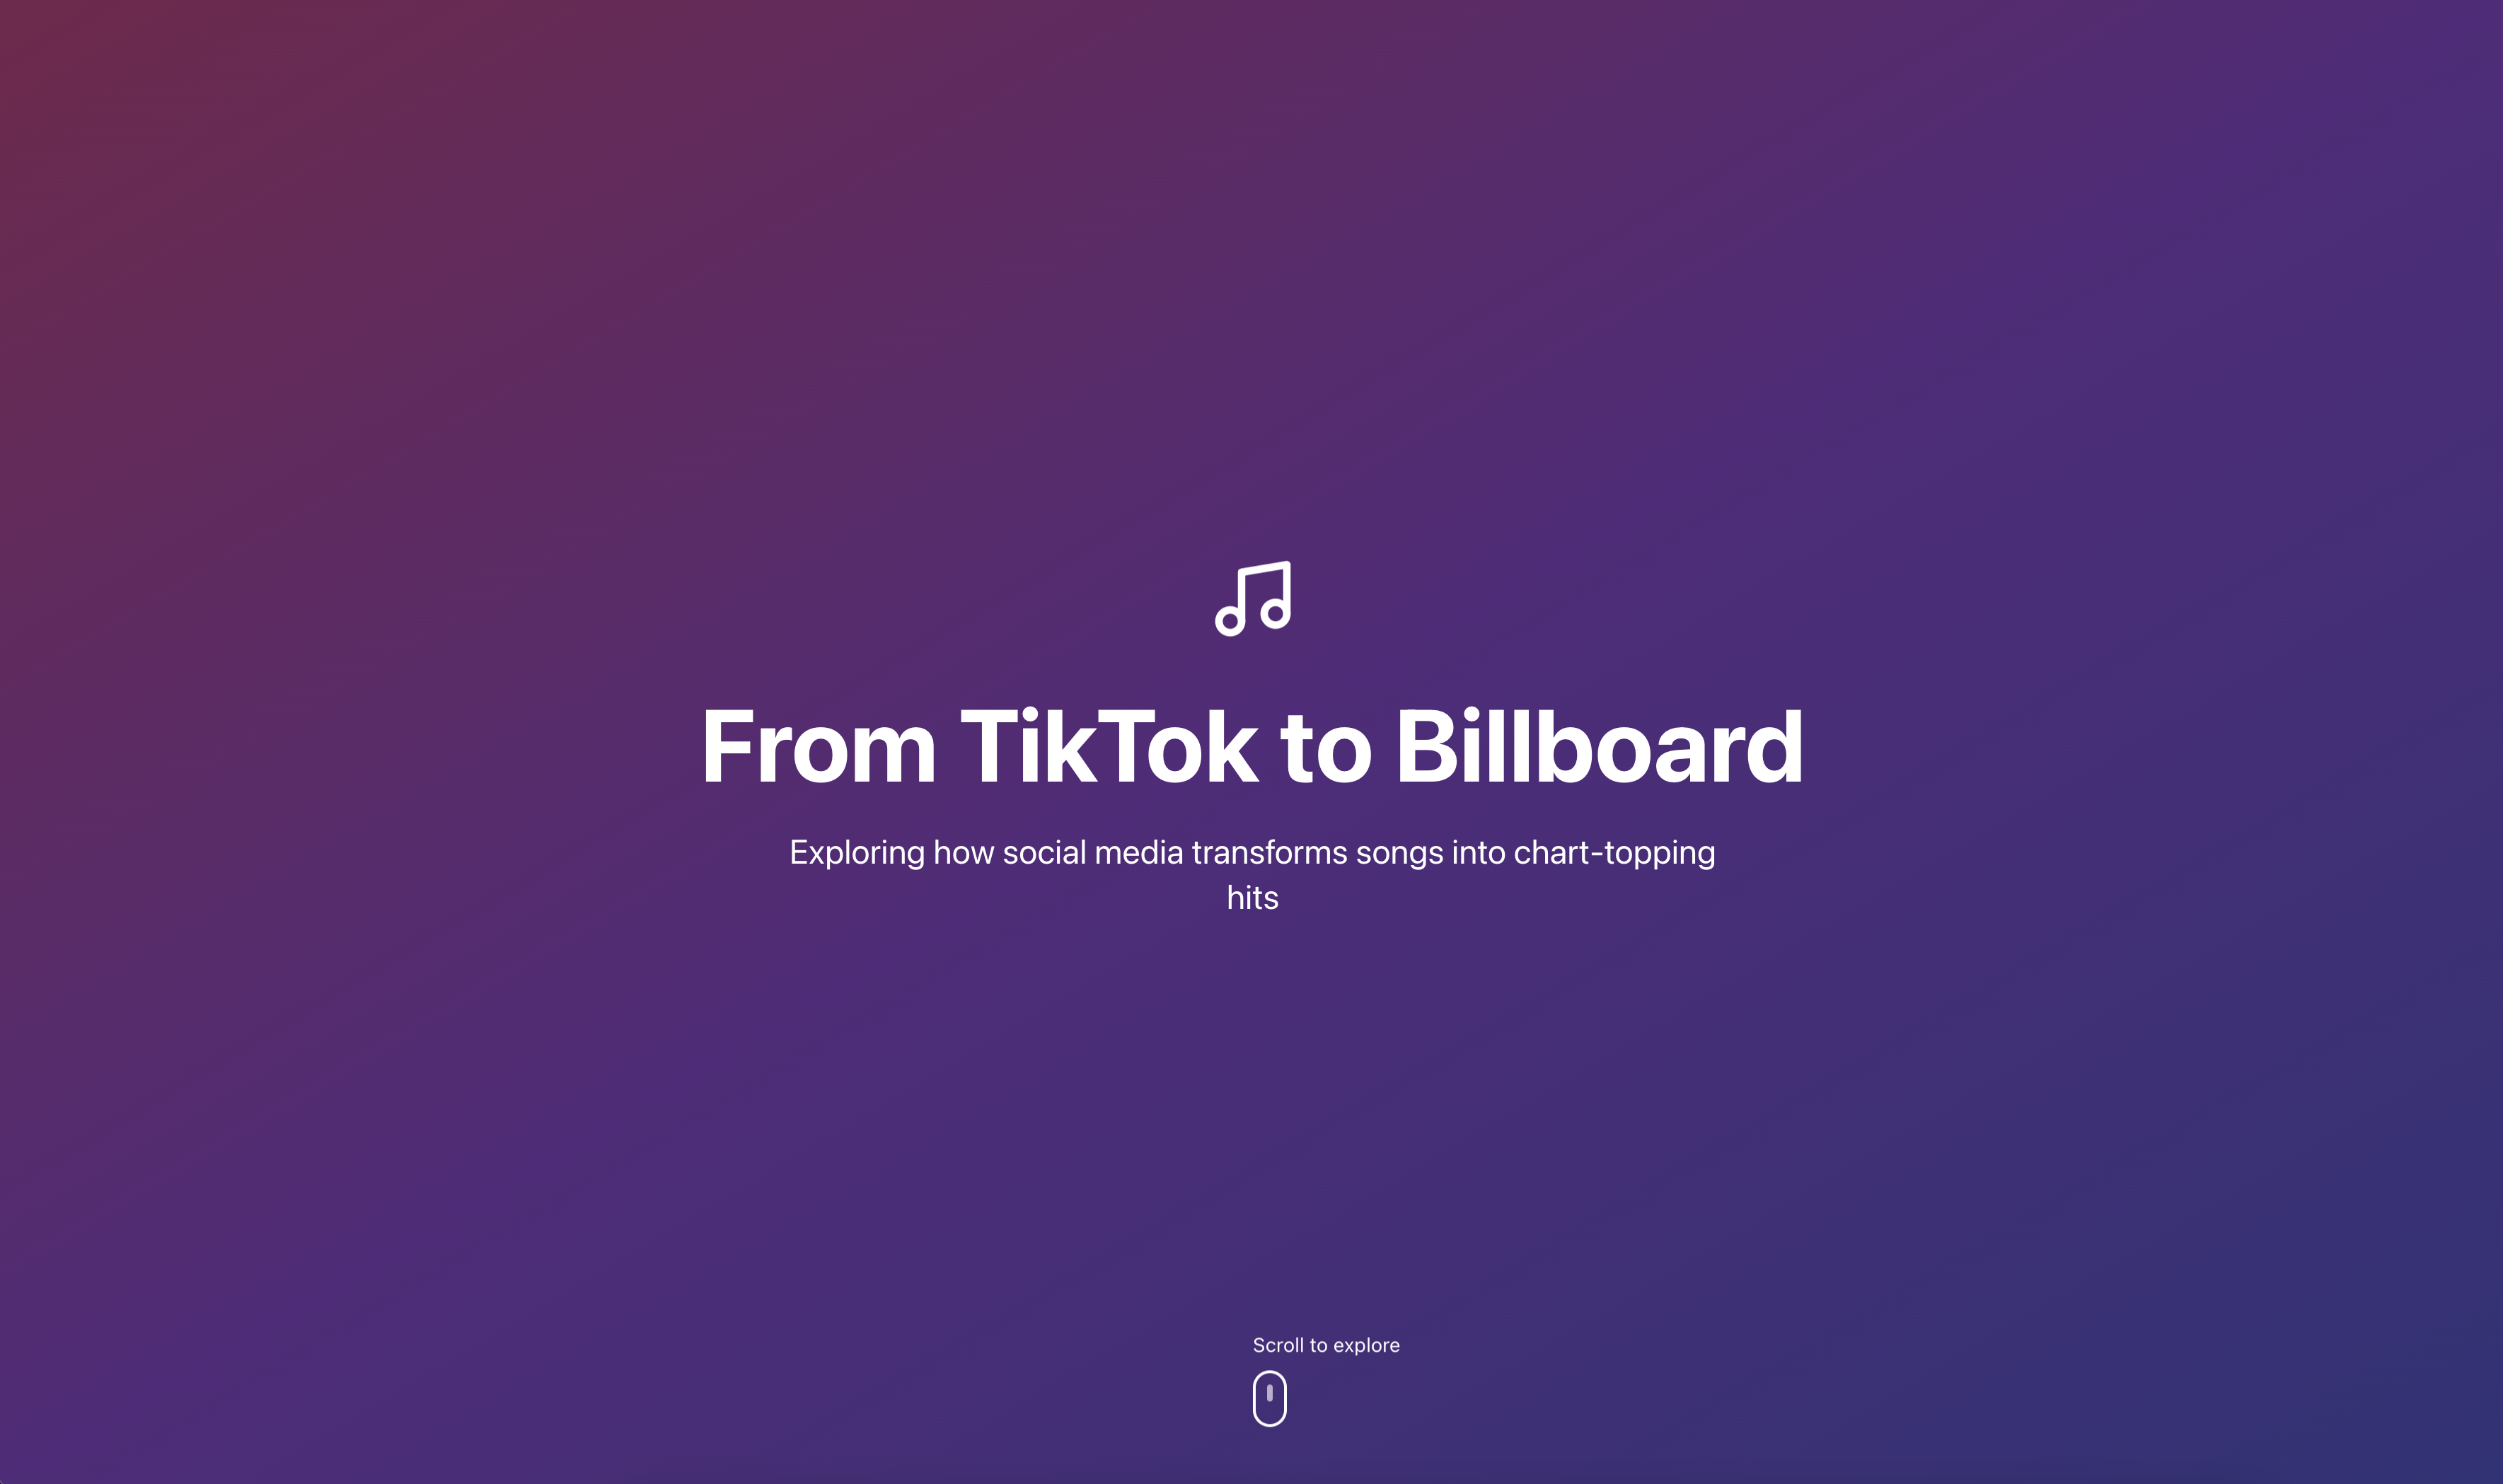 From TikTok to Billboard
Exploring how social media transforms songs into chart-topping
hits
Scroll to explore